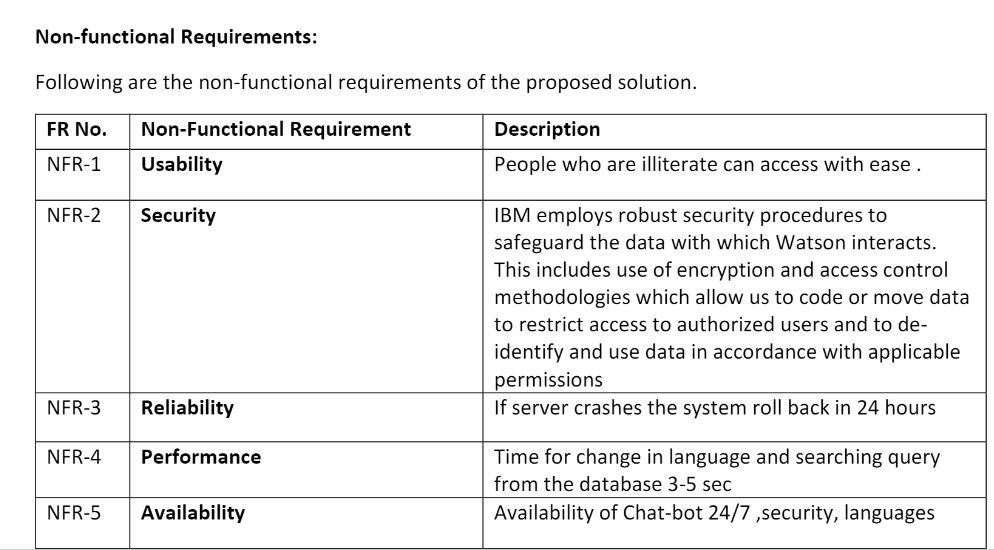 Non-functional Requirements:
Following are the non-functional requirements of the proposed solution.
FR No. Non-Functional Requirement Description
NFR-1 Usability People who are illiterate can access with ease .
NFR-2 Security IBM employs robust security procedures to
safeguard the data with which Watson interacts.
This includes use of encryption and access control
methodologies which allow us to code or move data
to restrict access to authorized users and to de-
identify and use data in accordance with applicable
permissions
NFR-3 Reliability If server crashes the system roll back in 24 hours
NFR-4 Performance Time for change in language and searching query
from the database 3-5 sec
NFR-5 Availability Availability of Chat-bot 24/7 ,security, languages